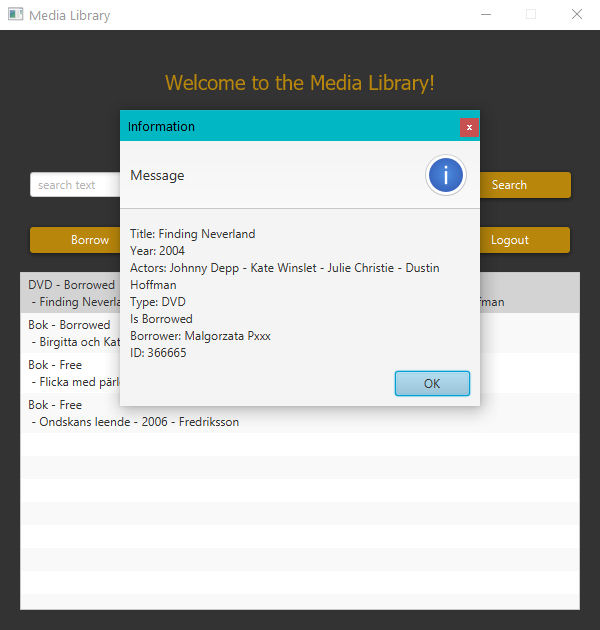 Media Library
Welcome to the Media Library!
Information
x
Message
i
search text
Search
Borrow
Logout
Title: Finding Neverland
Year: 2004
Actors: Johnny Depp - Kate Winslet - Julie Christie - Dustin
Hoffman
Type: DVD
Is Borrowed
Borrower: Malgorzata Pxxx
ID: 366665
OK
DVD - Borrowed
- Finding Neverla
fman
Bok - Borrowed
- Birgitta och Kat
Bok - Free
- Flicka med pärl
Bok - Free
- Ondskans leende - 2006 - Fredriksson